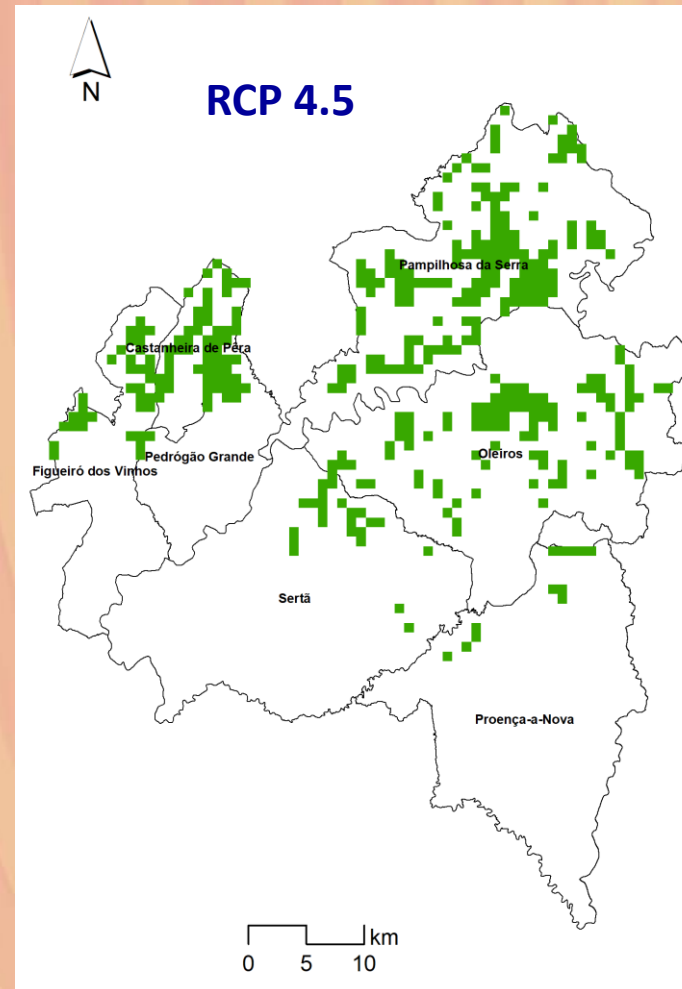 N
RCP 4.5
Pampilhosa da Serra
Castanheira de Pêra
Oleiros
Pedrógão Grande
Figueiró dos Vinhos
Sertã
Proença-a-Nova
km
0 5 10